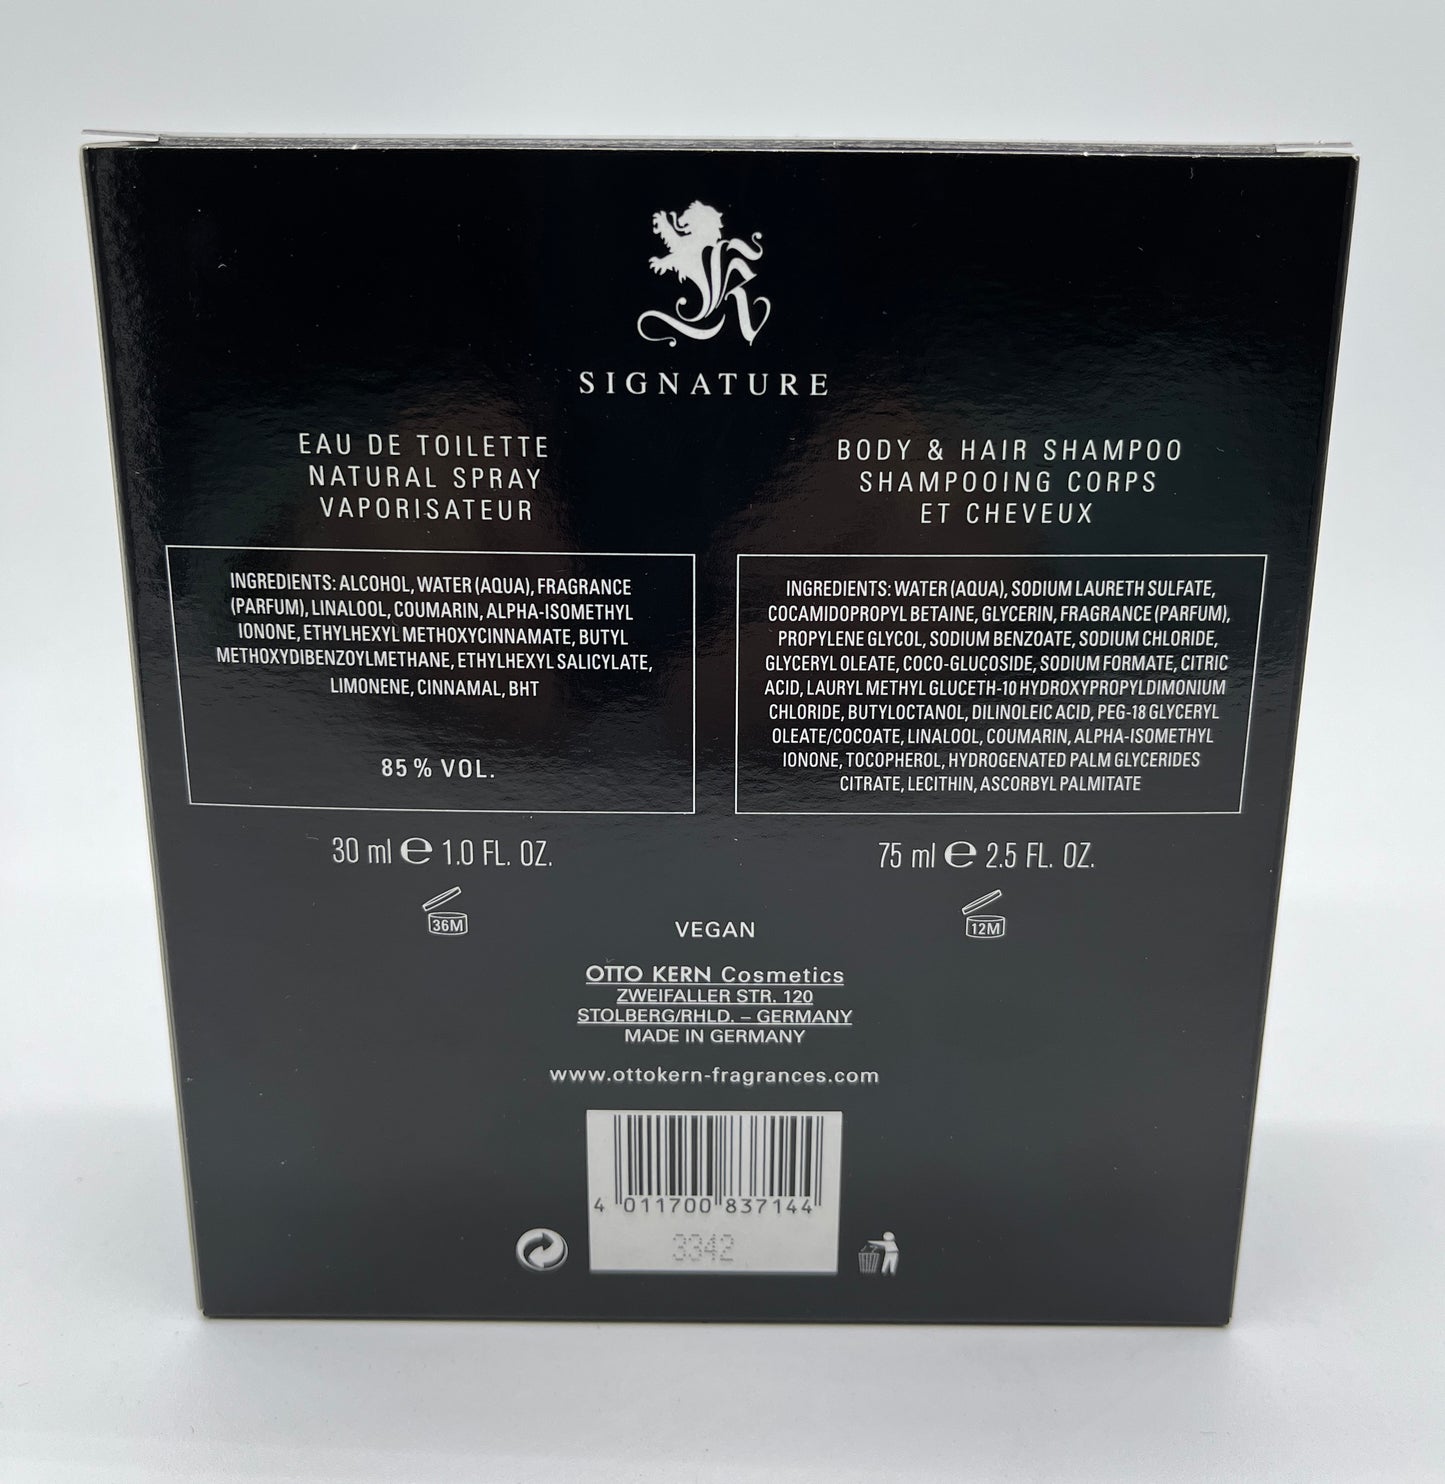 K
SIGNATURE
EAU DE TOILETTE
NATURAL SPRAY
VAPORISATEUR
INGREDIENTS: ALCOHOL, WATER (AQUA), FRAGRANCE
(PARFUM), LINALOOL, COUMARIN, ALPHA-ISOMETHYL
IONONE, ETHYLHEXYL METHOXYCINNAMATE, BUTYL
METHOXYDIBENZOYLMETHANE, ETHYLHEXYL SALICYLATE,
LIMONENE, CINNAMAL, BHT
85 % VOL.
30 ml ℮ 1.0 FL. OZ.
36M
BODY & HAIR SHAMPOO
SHAMPOOING CORPS
ET CHEVEUX
INGREDIENTS: WATER (AQUA), SODIUM LAURETH SULFATE,
COCAMIDOPROPYL BETAINE, GLYCERIN, FRAGRANCE (PARFUM),
PROPYLENE GLYCOL, SODIUM BENZOATE, SODIUM CHLORIDE,
GLYCERYL OLEATE, COCO-GLUCOSIDE, SODIUM FORMATE, CITRIC
ACID, LAURYL METHYL GLUCETH-10 HYDROXYPROPYLDIMONIUM
CHLORIDE, BUTYLOCTANOL, DILINOLEIC ACID, PEG-18 GLYCERYL
OLEATE/COCOATE, LINALOOL, COUMARIN, ALPHA-ISOMETHYL
IONONE, TOCOPHEROL, HYDROGENATED PALM GLYCERIDES
CITRATE, LECITHIN, ASCORBYL PALMITATE
75 ml ℮ 2.5 FL. OZ.
12M
VEGAN
OTTO KERN Cosmetics
ZWEIFALLER STR. 120
STOLBERG/RHLD. – GERMANY
MADE IN GERMANY
www.ottokern-fragrances.com
4 011700 837144
3342